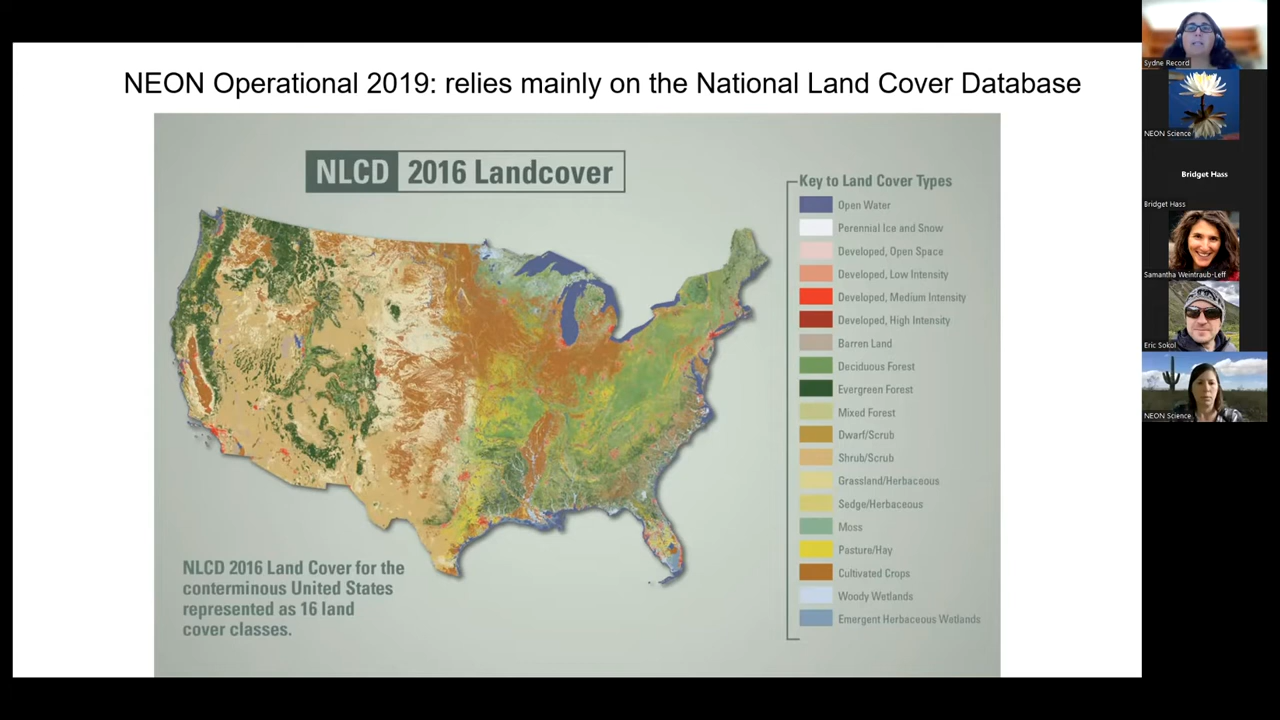 NEON Operational 2019: relies mainly on the National Land Cover Database
NLCD 2016 Landcover
Key to Land Cover Types
Open Water
Perennial Ice and Snow
Developed, Open Space
Developed, Low Intensity
Developed, Medium Intensity
Developed, High Intensity
Barren Land
Deciduous Forest
Evergreen Forest
Mixed Forest
Dwarf/Scrub
Shrub/Scrub
Grassland/Herbaceous
Sedge/Herbaceous
Moss
Pasture/Hay
Cultivated Crops
Woody Wetlands
Emergent Herbaceous Wetlands
NLCD 2016 Land Cover for the
conterminous United States
represented as 16 land
cover classes.
Sydne Record
NEON Science
Bridget Hass
Bridget Hass
Samantha Weintraub-Leff
Eric Sokol
NEON Science